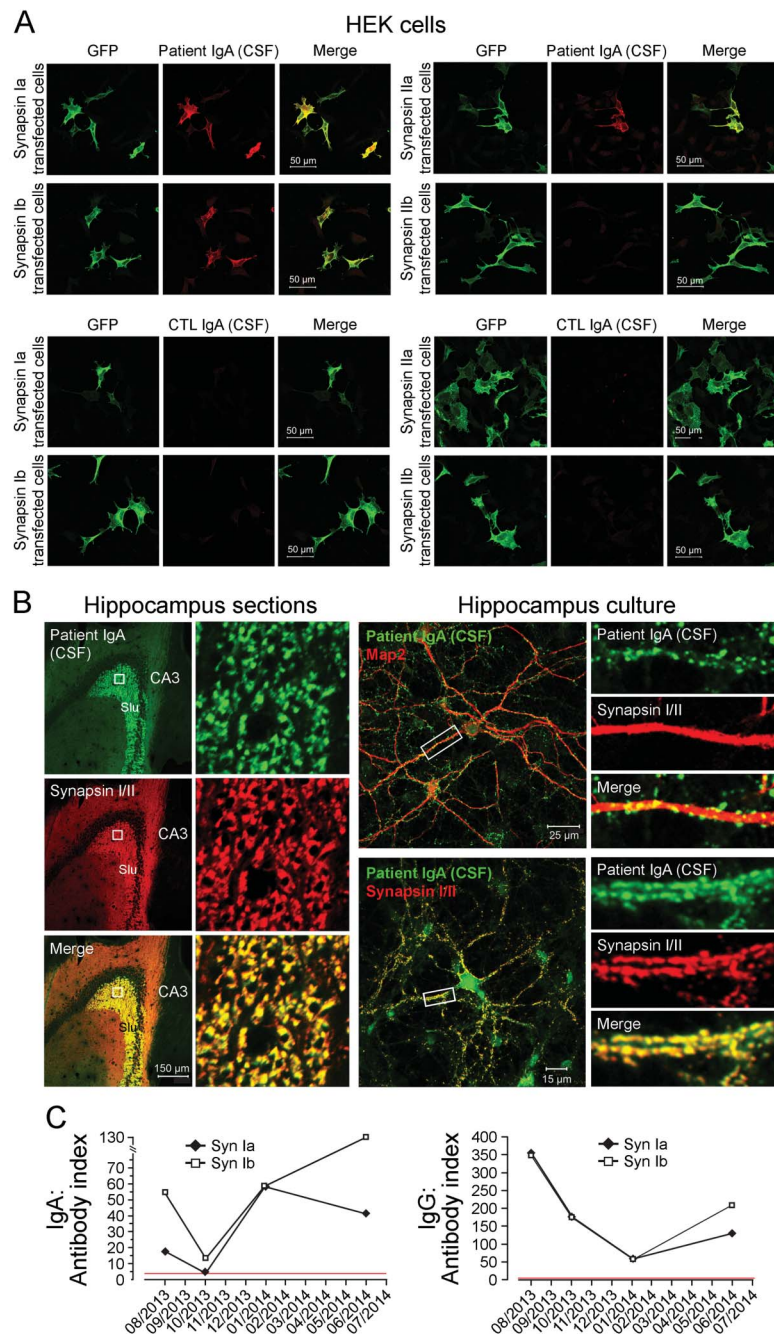 A
HEK cells
GFP Patient IgA (CSF) Merge
GFP Patient IgA (CSF) Merge
Synapsin Ia
transfected cells
50 µm
Synapsin IIa
transfected cells
50 µm
Synapsin Ib
transfected cells
50 µm
Synapsin IIb
transfected cells
50 µm
GFP CTL IgA (CSF) Merge
GFP CTL IgA (CSF) Merge
Synapsin Ia
transfected cells
50 µm
Synapsin IIa
transfected cells
50 µm
Synapsin Ib
transfected cells
50 µm
Synapsin IIb
transfected cells
50 µm
B
Hippocampus sections
Hippocampus culture
Patient IgA
(CSF)
CA3
Slu
Synapsin I/II
CA3
Slu
Merge
CA3
Slu
150 µm
Patient IgA (CSF)
Map2
25 µm
Patient IgA (CSF)
Synapsin I/II
Merge
Patient IgA (CSF)
Synapsin I/II
15 µm
Patient IgA (CSF)
Synapsin I/II
Merge
C
IgA:
Antibody index
130
70
60
50
40
30
20
10
0
Syn Ia
Syn Ib
08/2013
09/2013
10/2013
11/2013
12/2013
01/2014
02/2014
03/2014
04/2014
05/2014
06/2014
07/2014
IgG:
Antibody index
400
350
300
250
200
150
100
50
0
Syn Ia
Syn Ib
08/2013
09/2013
10/2013
11/2013
12/2013
01/2014
02/2014
03/2014
04/2014
05/2014
06/2014
07/2014